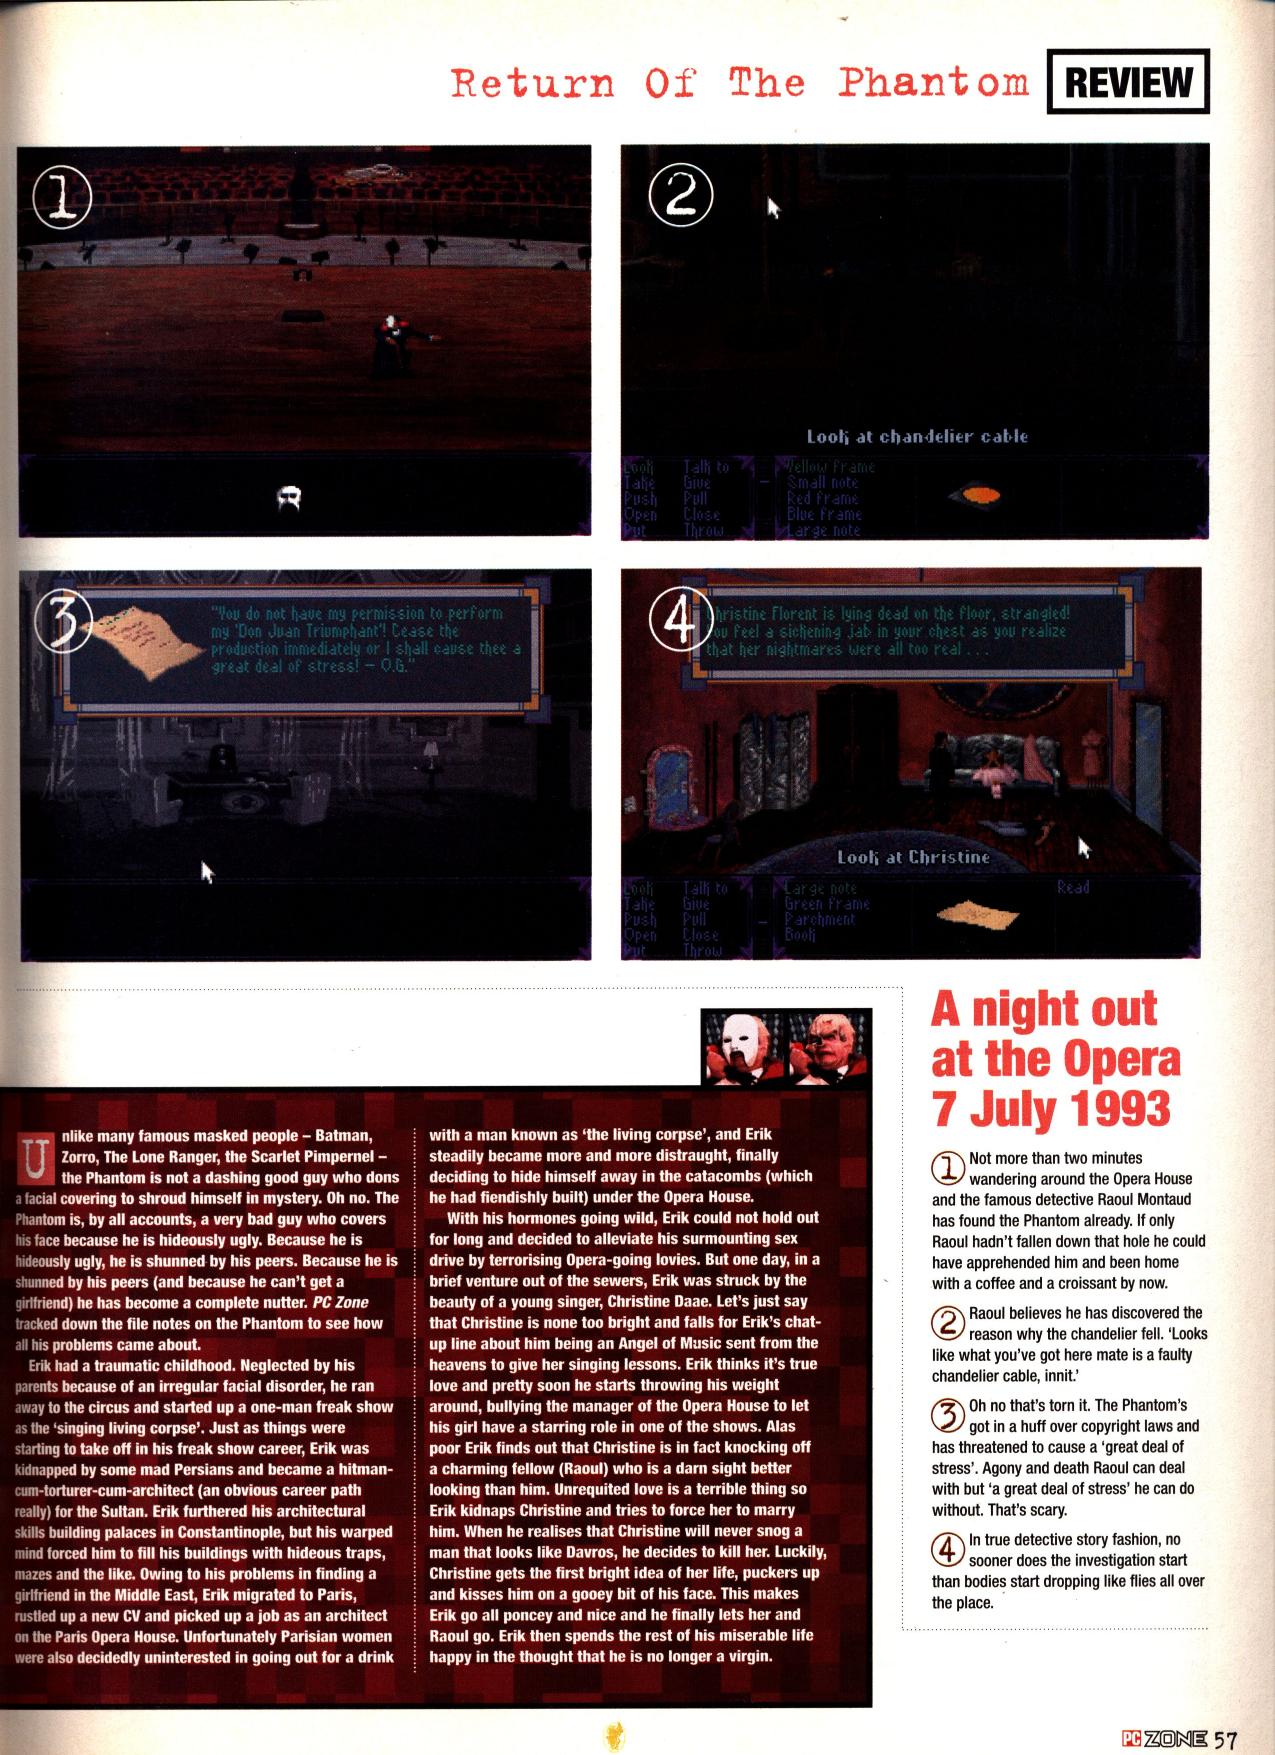 Return Of The Phantom REVIEW
1
2
Look at chandelier cable
Look Talk to
Take Give
Push Pull
Open Close
Put Throw
Yellow frame
Small note
Red frame
Blue frame
Large note
3
"You do not have my permission to perform
my 'Don Juan Triumphant'! Cease the
production immediately or I shall cause thee a
great deal of stress! – O.G."
4
Christine Florent is lying dead on the floor, strangled!
You feel a sickening jab in your chest as you realize
that her nightmares were all too real . . .
Look at Christine
Look Talk to
Take Give
Push Pull
Open Close
Put Throw
Large note
Green frame
Parchment
Book
Read
Unlike many famous masked people – Batman,
Zorro, The Lone Ranger, the Scarlet Pimpernel –
the Phantom is not a dashing good guy who dons
a facial covering to shroud himself in mystery. Oh no. The
Phantom is, by all accounts, a very bad guy who covers
his face because he is hideously ugly. Because he is
hideously ugly, he is shunned by his peers. Because he is
shunned by his peers (and because he can't get a
girlfriend) he has become a complete nutter. PC Zone
tracked down the file notes on the Phantom to see how
all his problems came about.
Erik had a traumatic childhood. Neglected by his
parents because of an irregular facial disorder, he ran
away to the circus and started up a one-man freak show
as the 'singing living corpse'. Just as things were
starting to take off in his freak show career, Erik was
kidnapped by some mad Persians and became a hitman-
cum-torturer-cum-architect (an obvious career path
really) for the Sultan. Erik furthered his architectural
skills building palaces in Constantinople, but his warped
mind forced him to fill his buildings with hideous traps,
mazes and the like. Owing to his problems in finding a
girlfriend in the Middle East, Erik migrated to Paris,
rustled up a new CV and picked up a job as an architect
on the Paris Opera House. Unfortunately Parisian women
were also decidedly uninterested in going out for a drink
with a man known as 'the living corpse', and Erik
steadily became more and more distraught, finally
deciding to hide himself away in the catacombs (which
he had fiendishly built) under the Opera House.
With his hormones going wild, Erik could not hold out
for long and decided to alleviate his surmounting sex
drive by terrorising Opera-going lovies. But one day, in a
brief venture out of the sewers, Erik was struck by the
beauty of a young singer, Christine Daae. Let's just say
that Christine is none too bright and falls for Erik's chat-
up line about him being an Angel of Music sent from the
heavens to give her singing lessons. Erik thinks it's true
love and pretty soon he starts throwing his weight
around, bullying the manager of the Opera House to let
his girl have a starring role in one of the shows. Alas
poor Erik finds out that Christine is in fact knocking off
a charming fellow (Raoul) who is a darn sight better
looking than him. Unrequited love is a terrible thing so
Erik kidnaps Christine and tries to force her to marry
him. When he realises that Christine will never snog a
man that looks like Davros, he decides to kill her. Luckily,
Christine gets the first bright idea of her life, puckers up
and kisses him on a gooey bit of his face. This makes
Erik go all poncey and nice and he finally lets her and
Raoul go. Erik then spends the rest of his miserable life
happy in the thought that he is no longer a virgin.
A night out
at the Opera
7 July 1993
1 Not more than two minutes
wandering around the Opera House
and the famous detective Raoul Montaud
has found the Phantom already. If only
Raoul hadn't fallen down that hole he could
have apprehended him and been home
with a coffee and a croissant by now.
2 Raoul believes he has discovered the
reason why the chandelier fell. 'Looks
like what you've got here mate is a faulty
chandelier cable, innit.'
3 Oh no that's torn it. The Phantom's
got in a huff over copyright laws and
has threatened to cause a 'great deal of
stress'. Agony and death Raoul can deal
with but 'a great deal of stress' he can do
without. That's scary.
4 In true detective story fashion, no
sooner does the investigation start
than bodies start dropping like flies all over
the place.
PC ZONE 57